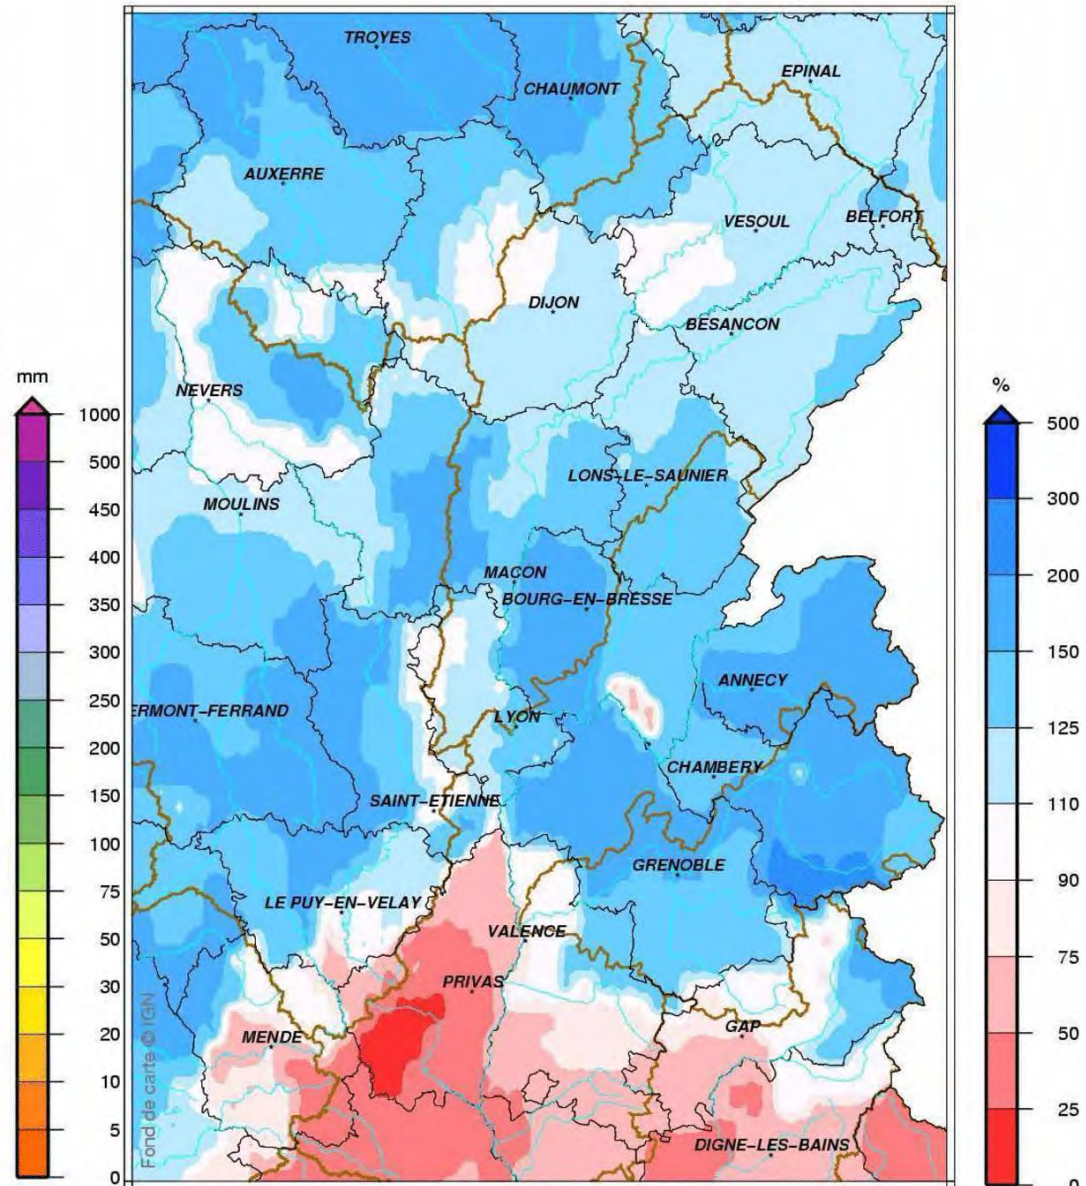 TROYES
CHAUMONT
EPINAL
AUXERRE
VESOUL
BELFORT
DIJON
BESANCON
NEVERS
LONS-LE-SAUNIER
MOULINS
MACON
BOURG-EN-BRESSE
ANNECY
ERMONT-FERRAND
LYON
CHAMBERY
SAINT-ETIENNE
GRENOBLE
LE PUY-EN-VELAY
VALENCE
PRIVAS
GAP
MENDE
DIGNE-LES-BAINS
Fond de carte © IGN
mm
1000
500
450
400
350
300
250
200
150
100
75
50
30
20
10
5
0
%
500
300
200
150
125
110
90
75
50
25
0